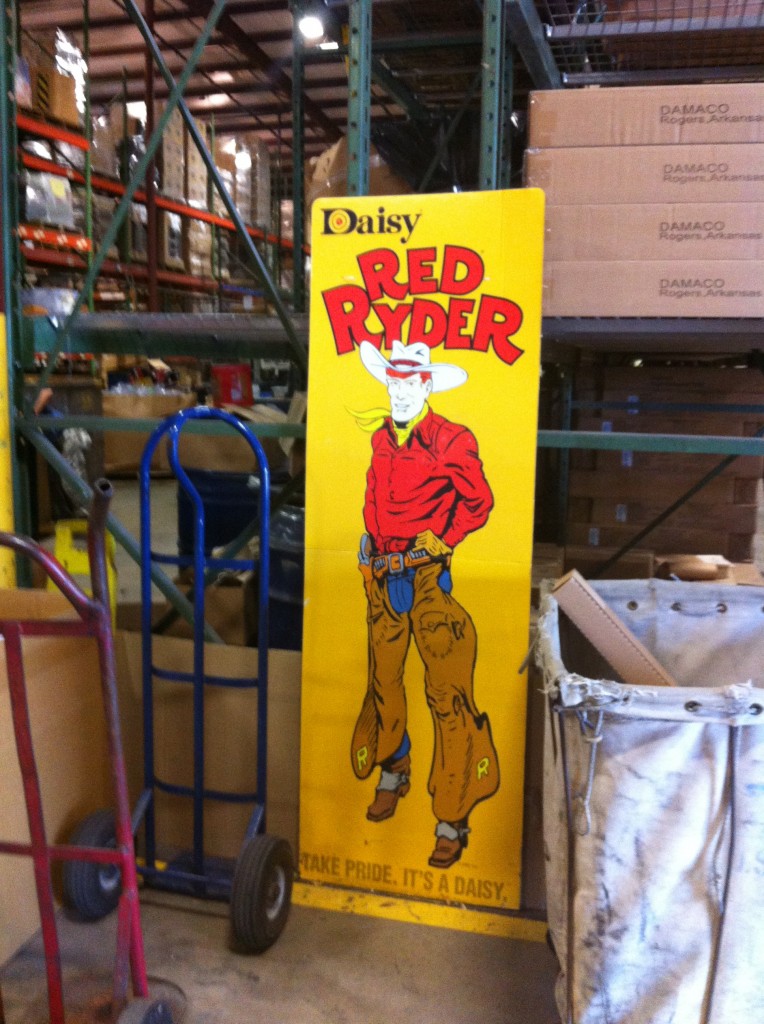 Daisy
RED
RYDER
R
R
TAKE PRIDE. IT'S A DAISY.
DAMACO
Rogers, Arkansas
DAMACO
Rogers, Arkansas
DAMACO
Rogers, Arkansas
DAMACO
Rogers, Arkansas